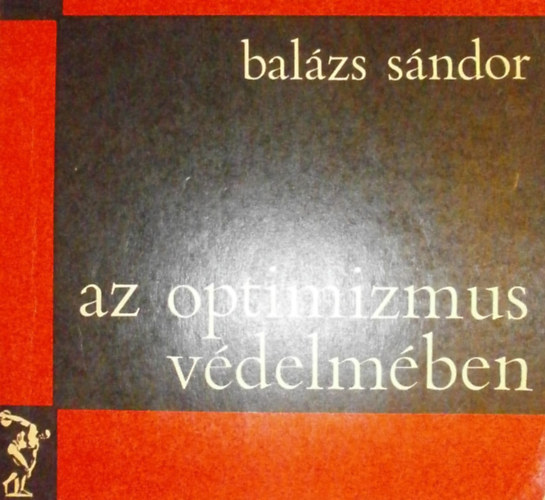 balázs sándor
az optimizmus
védelmében